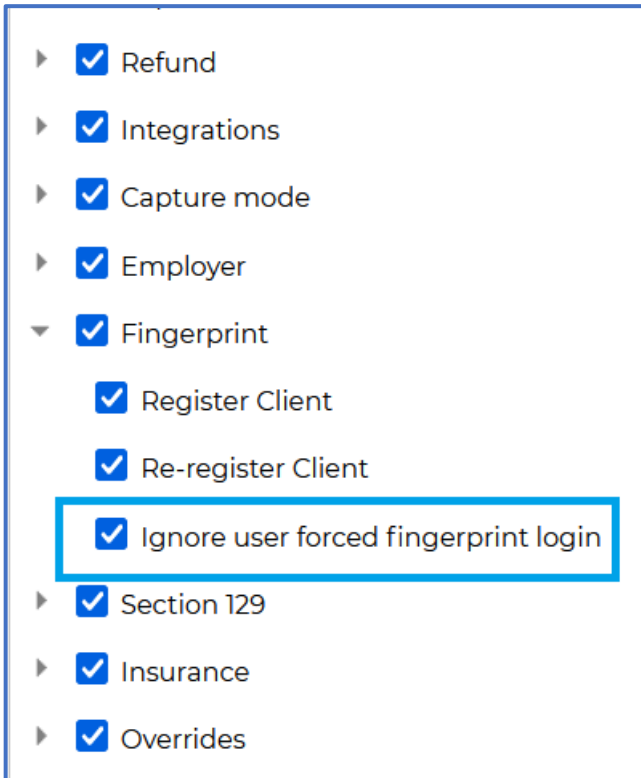 Refund
Integrations
Capture mode
Employer
Fingerprint
Register Client
Re-register Client
Ignore user forced fingerprint login
Section 129
Insurance
Overrides